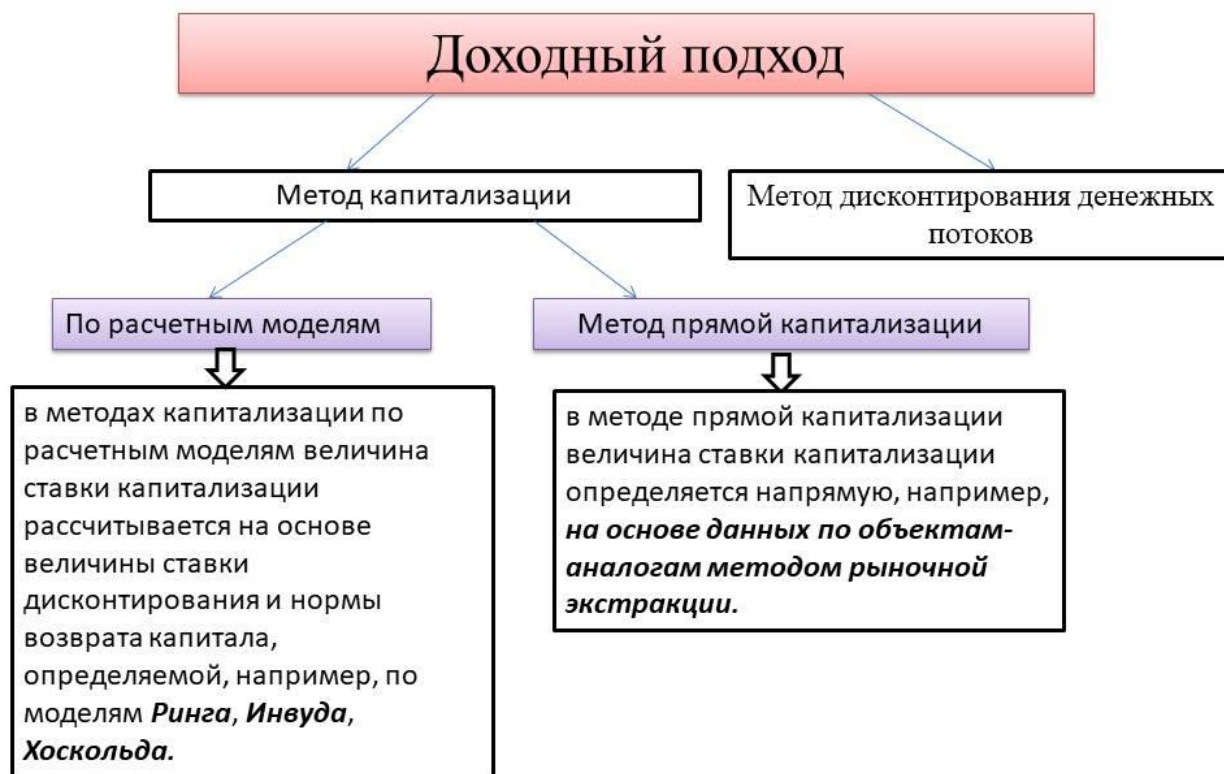 Доходный подход
Метод капитализации
Метод дисконтирования денежных
потоков
По расчетным моделям
Метод прямой капитализации
в методах капитализации по
расчетным моделям величина
ставки капитализации
рассчитывается на основе
величины ставки
дисконтирования и нормы
возврата капитала,
определяемой, например, по
моделям Ринга, Инвуда,
Хоскольда.
в методе прямой капитализации
величина ставки капитализации
определяется напрямую, например,
на основе данных по объектам-
аналогам методом рыночной
экстракции.